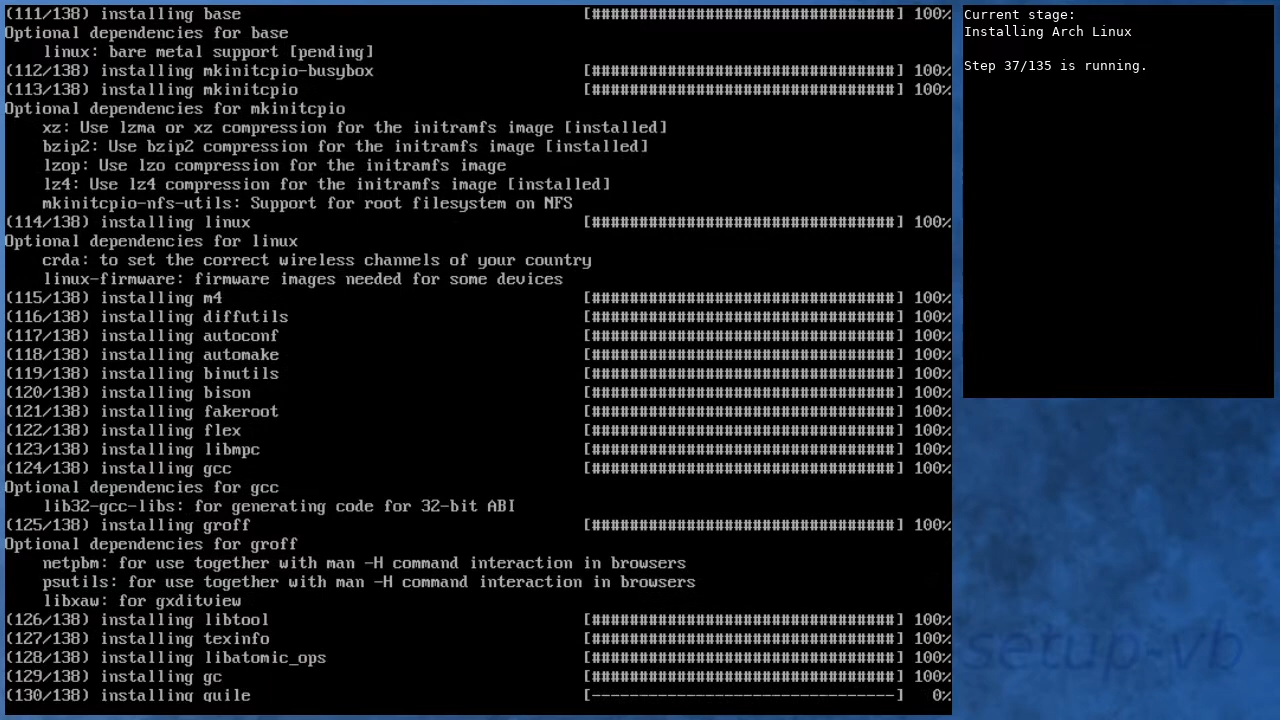 (111/138) installing base [################################] 100%
Optional dependencies for base
linux: bare metal support [pending]
(112/138) installing mkinitcpio-busybox [################################] 100%
(113/138) installing mkinitcpio [################################] 100%
Optional dependencies for mkinitcpio
xz: Use lzma or xz compression for the initramfs image [installed]
bzip2: Use bzip2 compression for the initramfs image [installed]
lzop: Use lzo compression for the initramfs image
lz4: Use lz4 compression for the initramfs image [installed]
mkinitcpio-nfs-utils: Support for root filesystem on NFS
(114/138) installing linux [################################] 100%
Optional dependencies for linux
crda: to set the correct wireless channels of your country
linux-firmware: firmware images needed for some devices
(115/138) installing m4 [################################] 100%
(116/138) installing diffutils [################################] 100%
(117/138) installing autoconf [################################] 100%
(118/138) installing automake [################################] 100%
(119/138) installing binutils [################################] 100%
(120/138) installing bison [################################] 100%
(121/138) installing fakeroot [################################] 100%
(122/138) installing flex [################################] 100%
(123/138) installing libmpc [################################] 100%
(124/138) installing gcc [################################] 100%
Optional dependencies for gcc
lib32-gcc-libs: for generating code for 32-bit ABI
(125/138) installing groff [################################] 100%
Optional dependencies for groff
netpbm: for use together with man -H command interaction in browsers
psutils: for use together with man -H command interaction in browsers
libxaw: for gxditview
(126/138) installing libtool [################################] 100%
(127/138) installing texinfo [################################] 100%
(128/138) installing libatomic_ops [################################] 100%
(129/138) installing gc [################################] 100%
(130/138) installing guile [--------------------------------] 0%
Current stage:
Installing Arch Linux
Step 37/135 is running.
setup-vb